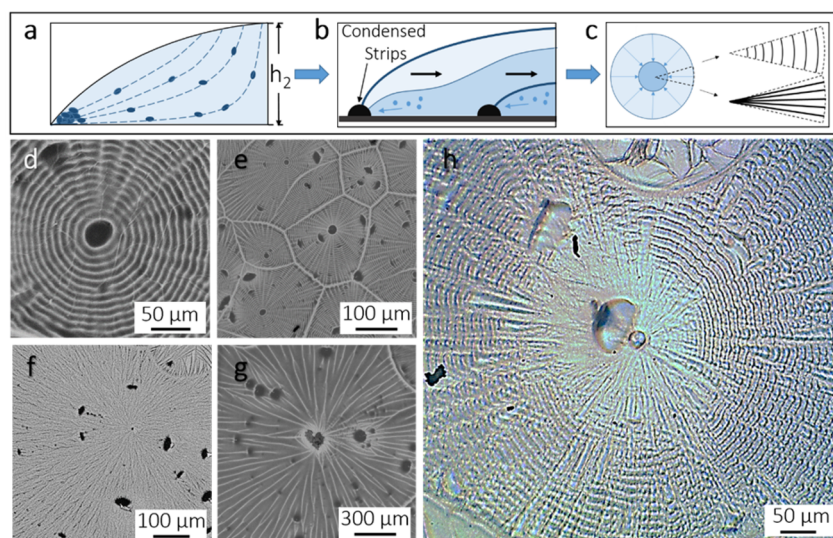 a
h2
b
Condensed
Strips
c
d
50 µm
e
100 µm
f
100 µm
g
300 µm
h
50 µm